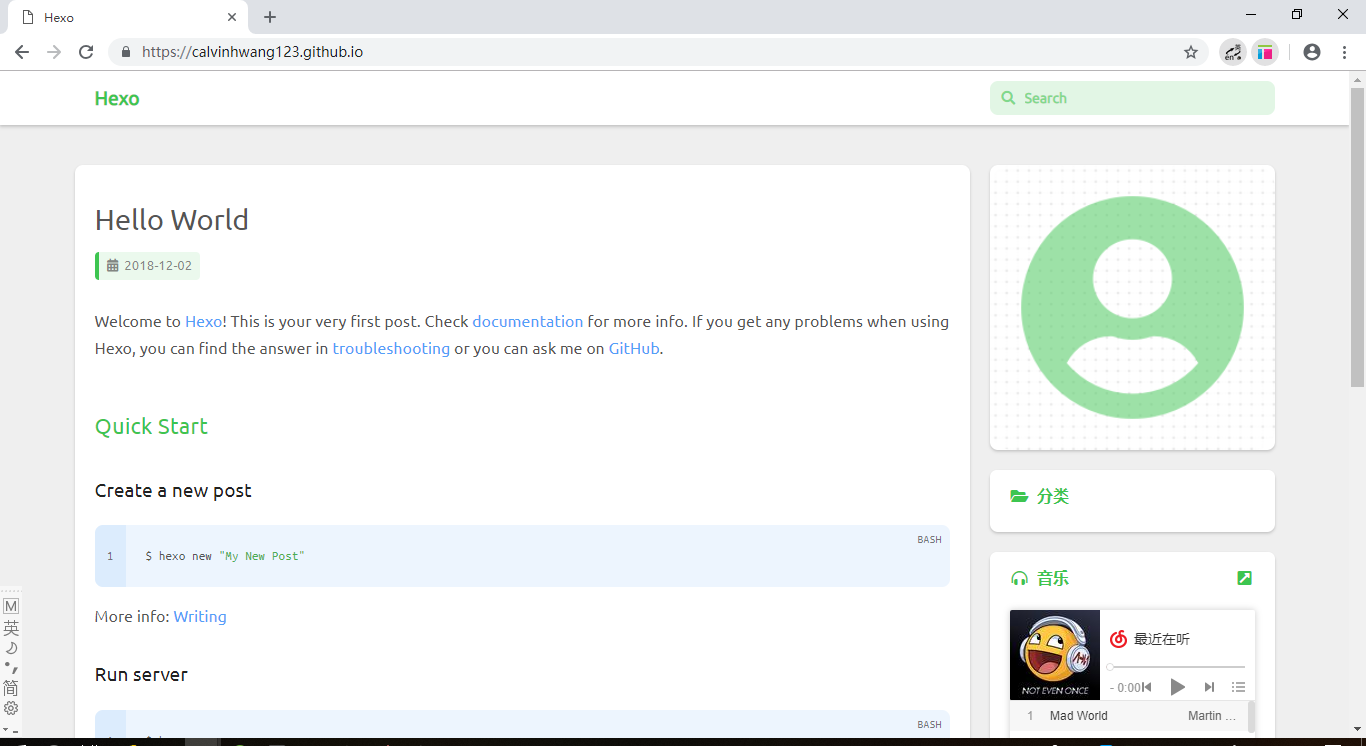 Hexo
https://calvinhwang123.github.io
en
Hexo
Search
Hello World
2018-12-02
Welcome to Hexo! This is your very first post. Check documentation for more info. If you get any problems when using
Hexo, you can find the answer in troubleshooting or you can ask me on GitHub.
Quick Start
Create a new post
BASH
1 $ hexo new "My New Post"
More info: Writing
Run server
BASH
分类
音乐
NOT EVEN ONCE
最近在听
- 0:00
1 Mad World Martin ...
M
英
简